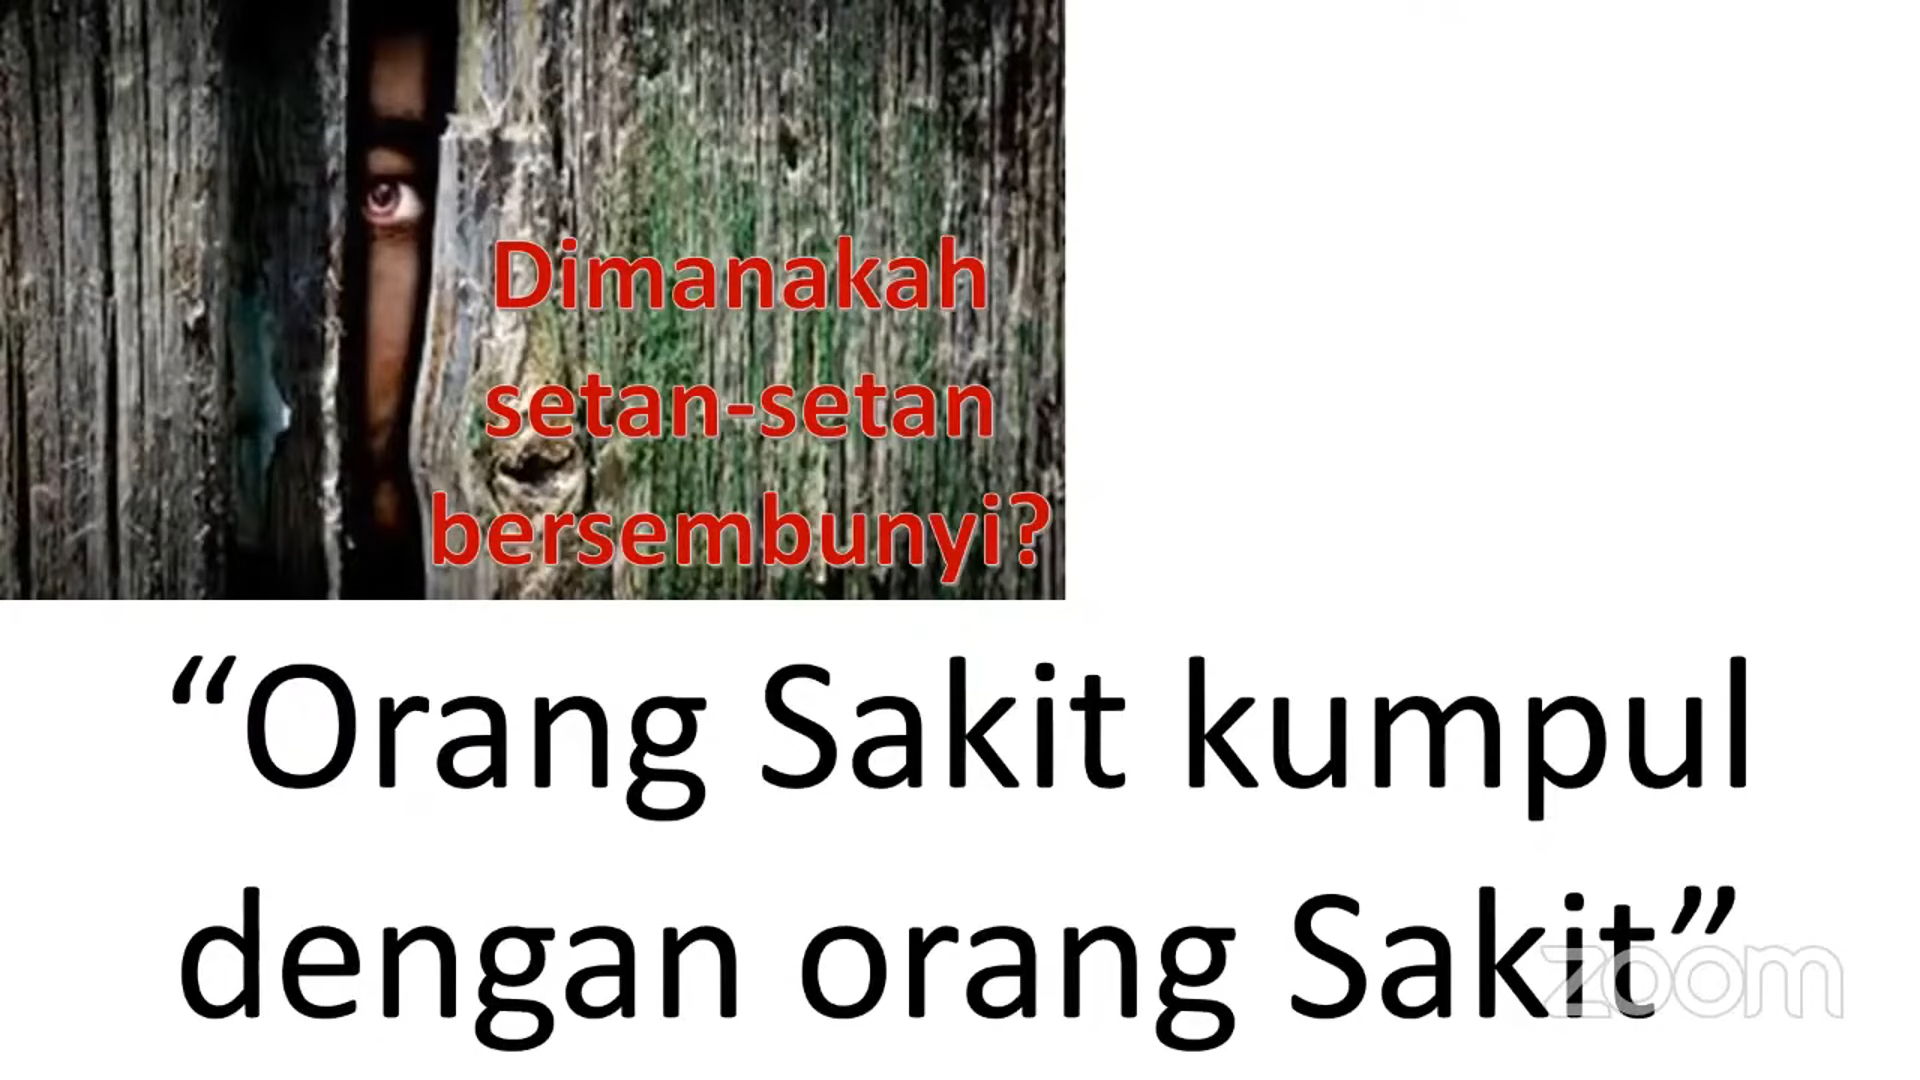 Dimanakah
setan-setan
bersembunyi?
“Orang Sakit kumpul
dengan orang Sakit”
zoom